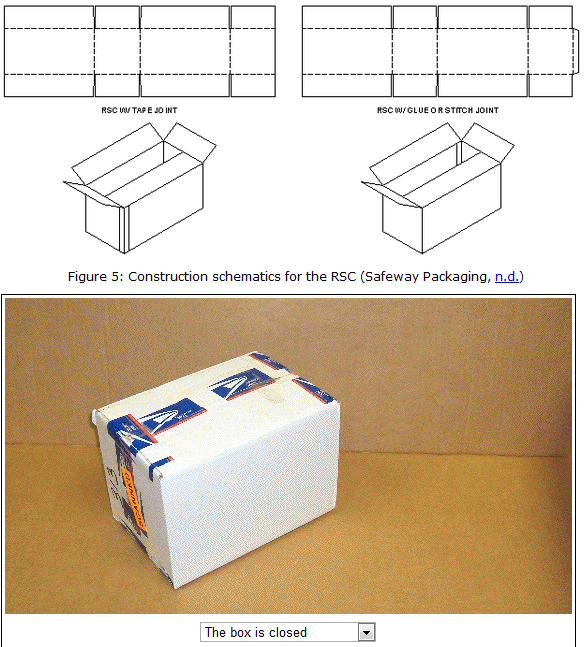 RSC W/ TAPE JOINT
RSC W/ GLUE OR STITCH JOINT
Figure 5: Construction schematics for the RSC (Safeway Packaging, n.d.)
SCANNED
The box is closed